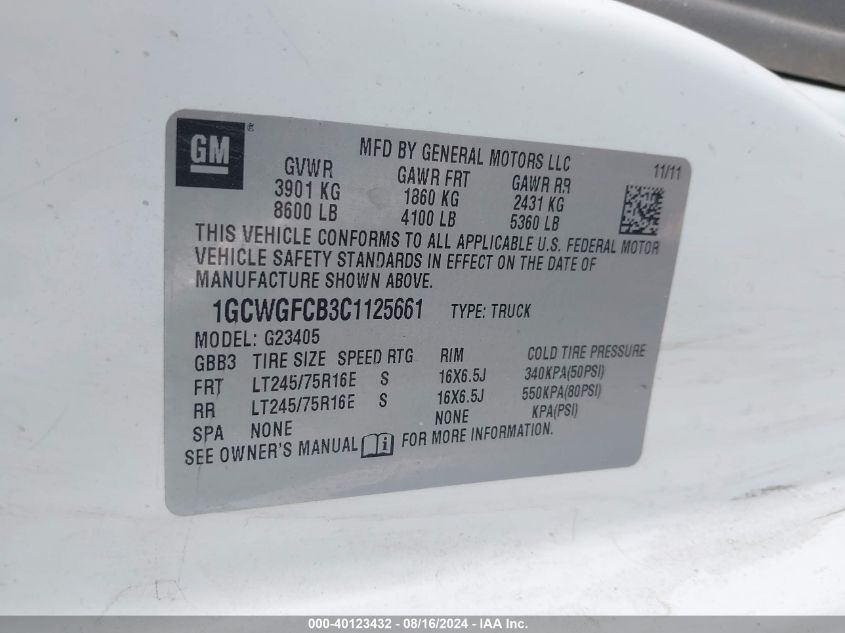 GM ®
MFD BY GENERAL MOTORS LLC 11/11
GVWR GAWR FRT GAWR RR
3901 KG 1860 KG 2431 KG
8600 LB 4100 LB 5360 LB
THIS VEHICLE CONFORMS TO ALL APPLICABLE U.S. FEDERAL MOTOR
VEHICLE SAFETY STANDARDS IN EFFECT ON THE DATE OF
MANUFACTURE SHOWN ABOVE.
1GCWGFCB3C1125661 TYPE: TRUCK
MODEL: G23405
GBB3 TIRE SIZE SPEED RTG RIM COLD TIRE PRESSURE
FRT LT245/75R16E S 16X6.5J 340KPA(50PSI)
RR LT245/75R16E S 16X6.5J 550KPA(80PSI)
SPA NONE NONE KPA(PSI)
SEE OWNER'S MANUAL i FOR MORE INFORMATION.
000-40123432 - 08/16/2024 - IAA Inc.